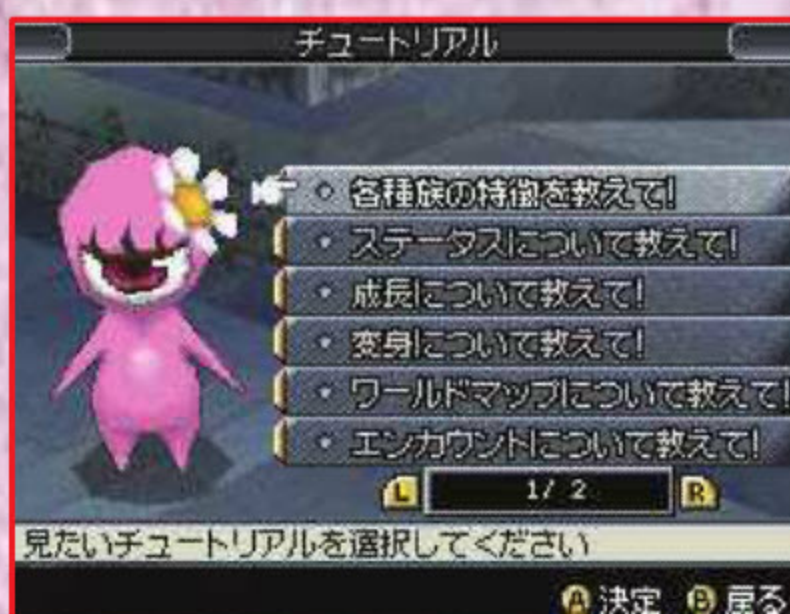 チュートリアル
各種族の特徴を教えて!
ステータスについて教えて!
成長について教えて!
変身について教えて!
ワールドマップについて教えて!
エンカウントについて教えて!
L 1/ 2 R
見たいチュートリアルを選択してください
A 決定 B 戻る